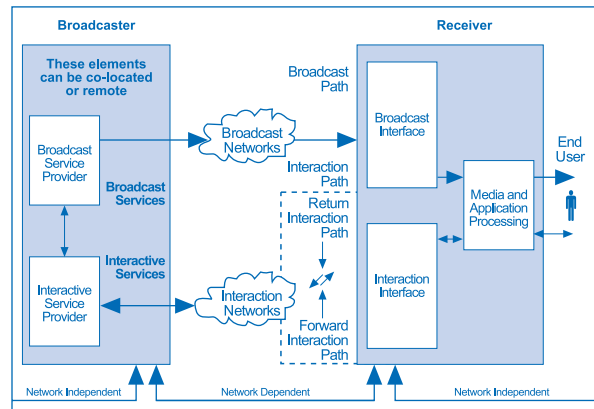 Broadcaster
Receiver
These elements
can be co-located
or remote
Broadcast
Service
Provider
Broadcast
Services
Interactive
Services
Interactive
Service
Provider
Broadcast
Networks
Interaction
Networks
Broadcast
Path
Interaction
Path
Return
Interaction
Path
Forward
Interaction
Path
Broadcast
Interface
Interaction
Interface
Media and
Application
Processing
End
User
Network Independent
Network Dependent
Network Independent